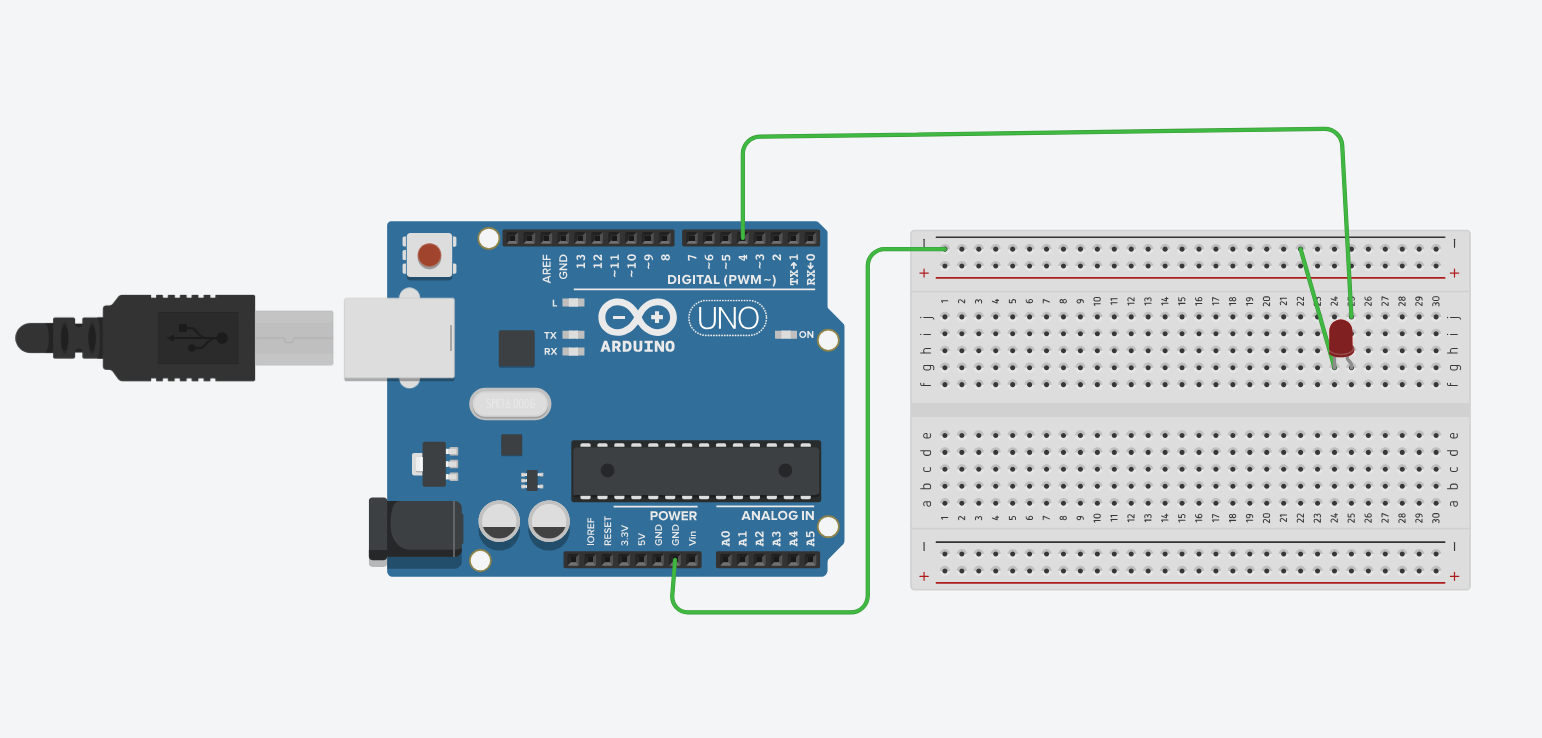 AREF
GND
13
12
~11
~10
~9
8
7
~6
~5
4
~3
2
TX→1
RX←0
DIGITAL (PWM~)
L
TX
RX
ARDUINO
UNO
ON
POWER
ANALOG IN
IOREF
RESET
3.3V
5V
GND
GND
Vin
A0
A1
A2
A3
A4
A5
− −
+ +
1 2 3 4 5 6 7 8 9 10 11 12 13 14 15 16 17 18 19 20 21 22 23 24 25 26 27 28 29 30
j j
i i
h h
g g
f f
e e
d d
c c
b b
a a
1 2 3 4 5 6 7 8 9 10 11 12 13 14 15 16 17 18 19 20 21 22 23 24 25 26 27 28 29 30
− −
+ +